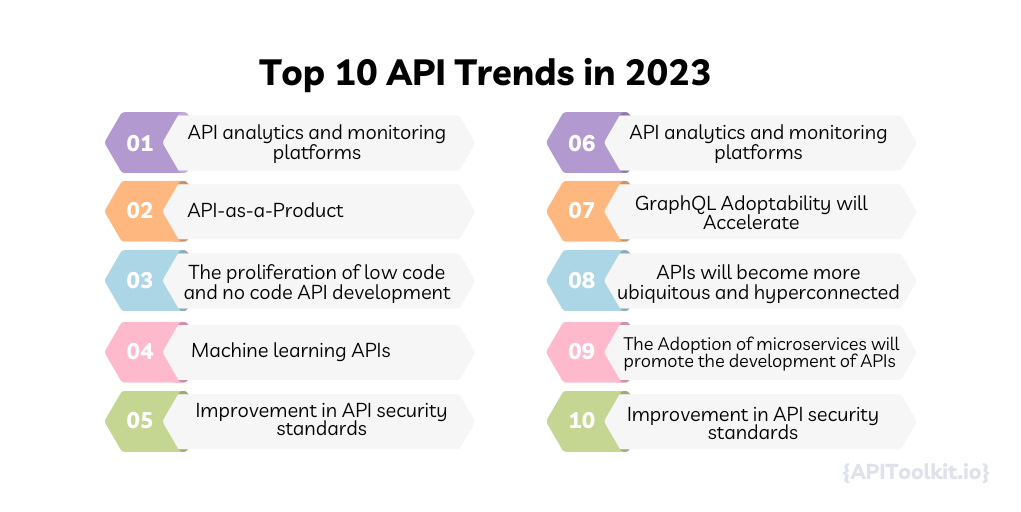 Top 10 API Trends in 2023
01
API analytics and monitoring
platforms
02
API-as-a-Product
03
The proliferation of low code
and no code API development
04
Machine learning APIs
05
Improvement in API security
standards
06
API analytics and monitoring
platforms
07
GraphQL Adoptability will
Accelerate
08
APIs will become more
ubiquitous and hyperconnected
09
The Adoption of microservices will
promote the development of APIs
10
Improvement in API security
standards
{APIToolkit.io}